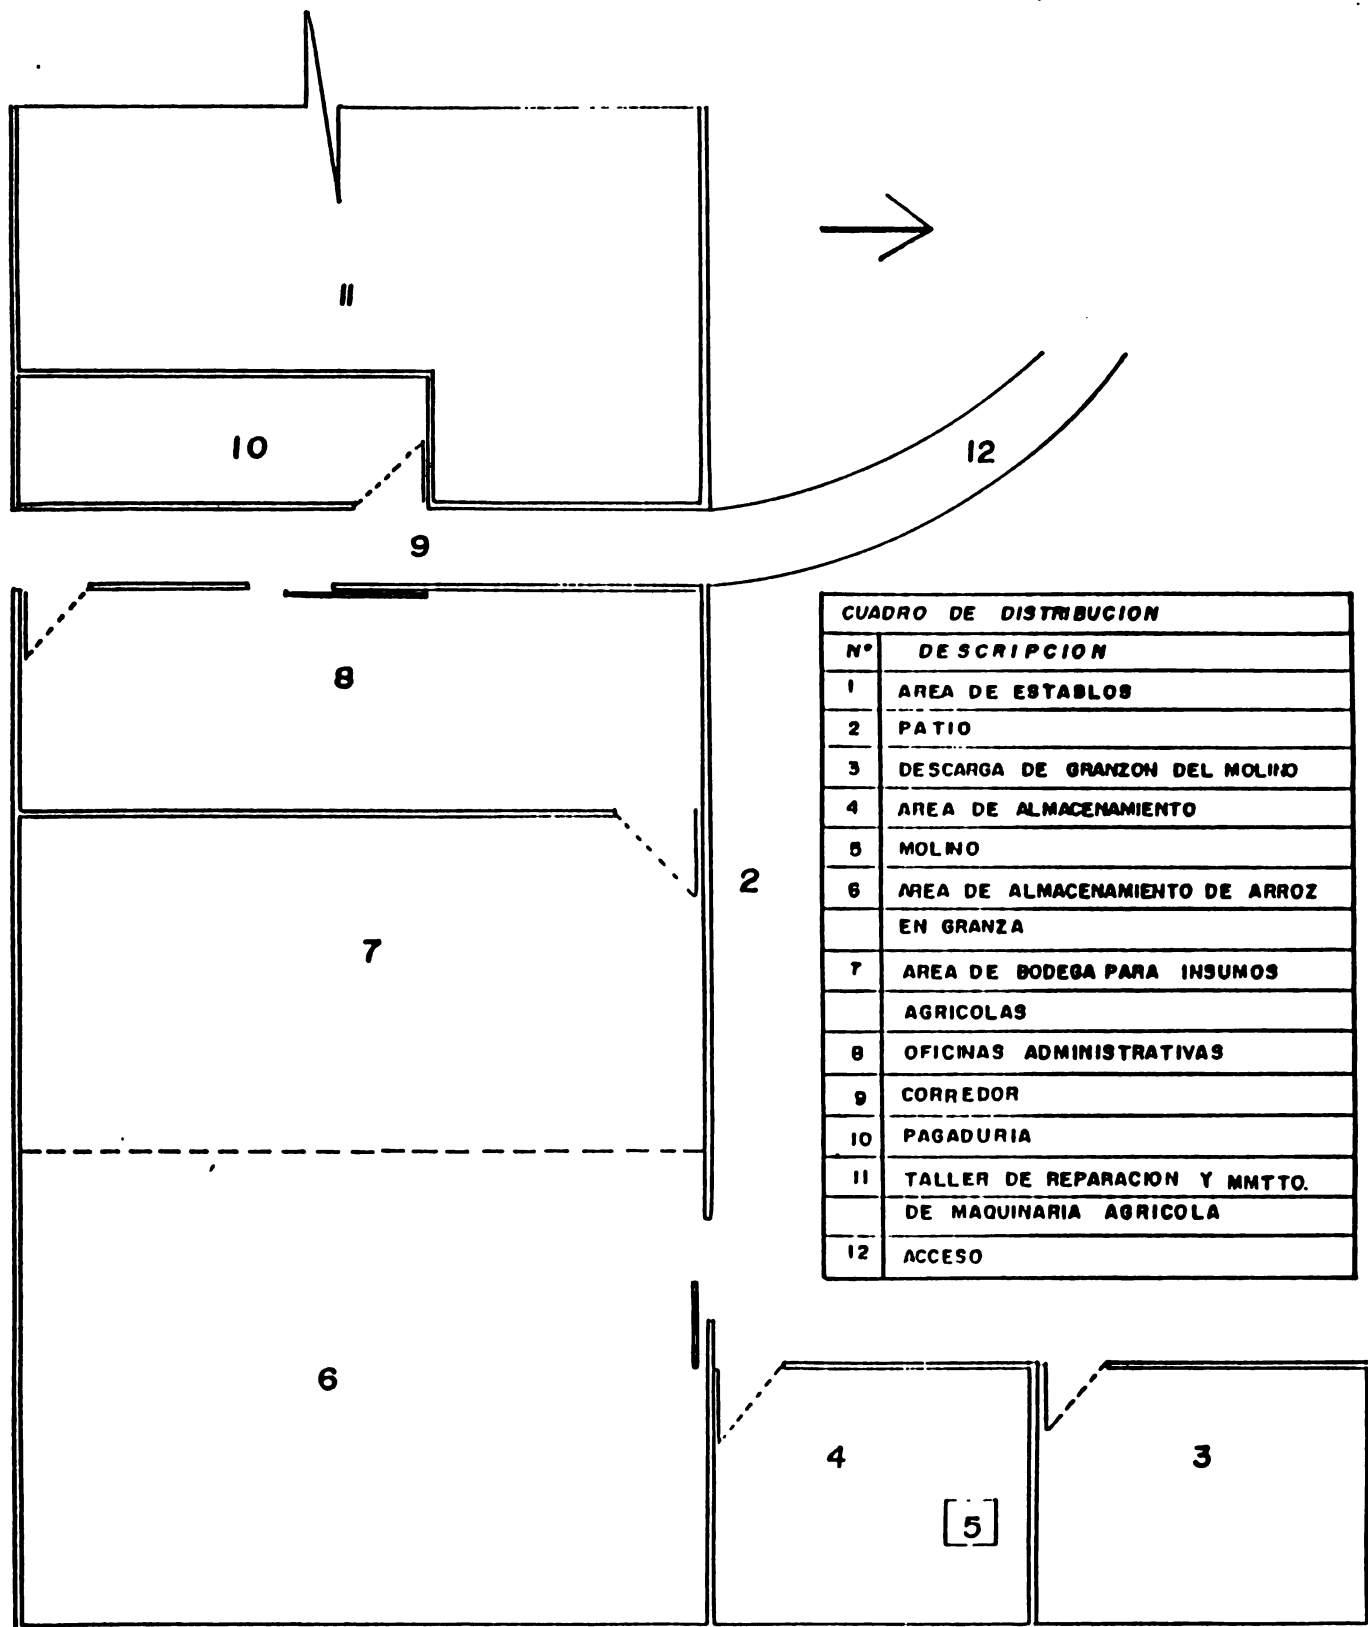 11
10
12
9
8
2
7
6
4
3
5
CUADRO DE DISTRIBUCION
Nº DESCRIPCION
1 AREA DE ESTABLOS
2 PATIO
3 DESCARGA DE GRANZON DEL MOLINO
4 AREA DE ALMACENAMIENTO
5 MOLINO
6 AREA DE ALMACENAMIENTO DE ARROZ
EN GRANZA
7 AREA DE BODEGA PARA INSUMOS
AGRICOLAS
8 OFICINAS ADMINISTRATIVAS
9 CORREDOR
10 PAGADURIA
11 TALLER DE REPARACION Y MMTTO.
DE MAQUINARIA AGRICOLA
12 ACCESO